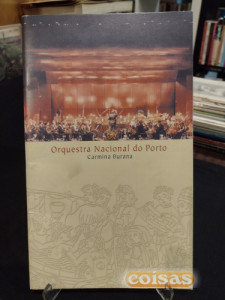 Orquestra Nacional do Porto
Carmina Burana
coisas